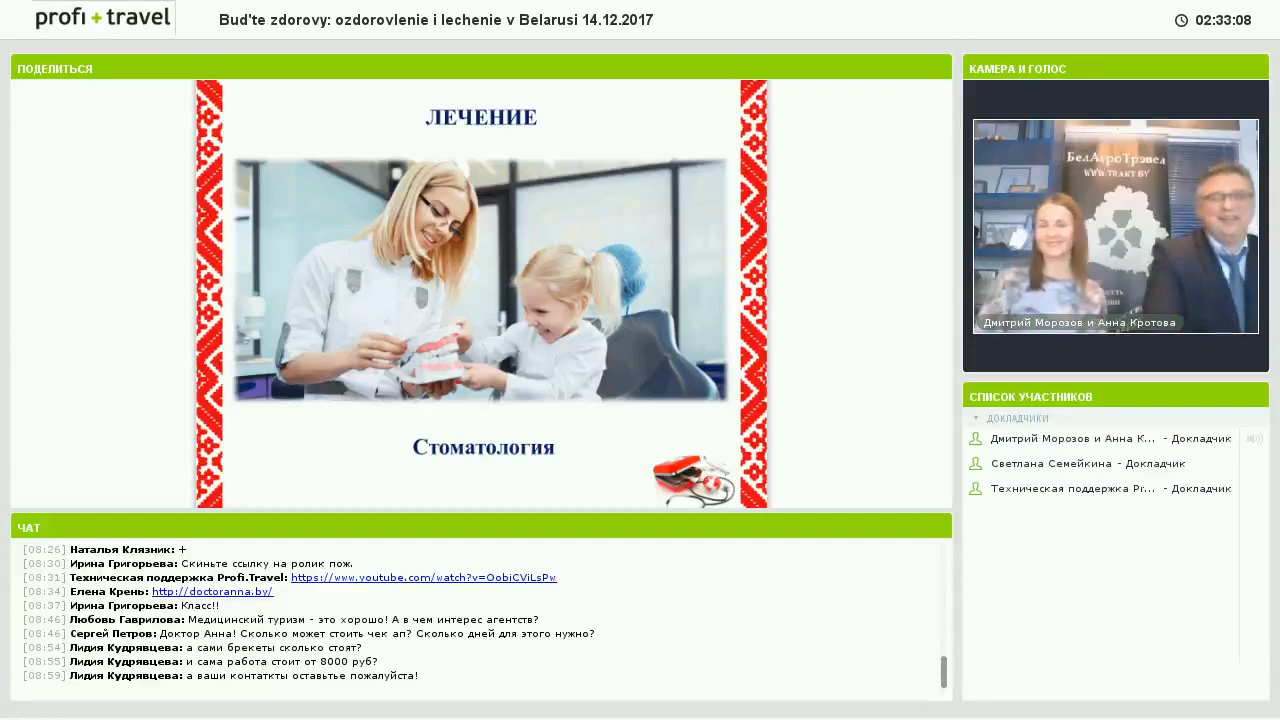 profi + travel
Bud'te zdorovy: ozdorovlenie i lechenie v Belarusi 14.12.2017
02:33:08
ПОДЕЛИТЬСЯ
ЛЕЧЕНИЕ
Стоматология
КАМЕРА И ГОЛОС
БелАгроТрэвел
WWW.TRAKT.BY
Дмитрий Морозов и Анна Кротова
СПИСОК УЧАСТНИКОВ
ДОКЛАДЧИКИ
Дмитрий Морозов и Анна К... - Докладчик
Светлана Семейкина - Докладчик
Техническая поддержка Pr... - Докладчик
ЧАТ
[08:26] Наталья Клязник: +
[08:30] Ирина Григорьева: Скиньте ссылку на ролик пож.
[08:31] Техническая поддержка Profi.Travel: https://www.youtube.com/watch?v=OobiCViLsPw
[08:34] Елена Крень: http://doctoranna.by/
[08:37] Ирина Григорьева: Класс!!
[08:46] Любовь Гаврилова: Медицинский туризм - это хорошо! А в чем интерес агентств?
[08:46] Сергей Петров: Доктор Анна! Сколько может стоить чек ап? Сколько дней для этого нужно?
[08:54] Лидия Кудрявцева: а сами брекеты сколько стоят?
[08:55] Лидия Кудрявцева: и сама работа стоит от 8000 руб?
[08:59] Лидия Кудрявцева: а ваши контаткты оставтье пожалуйста!